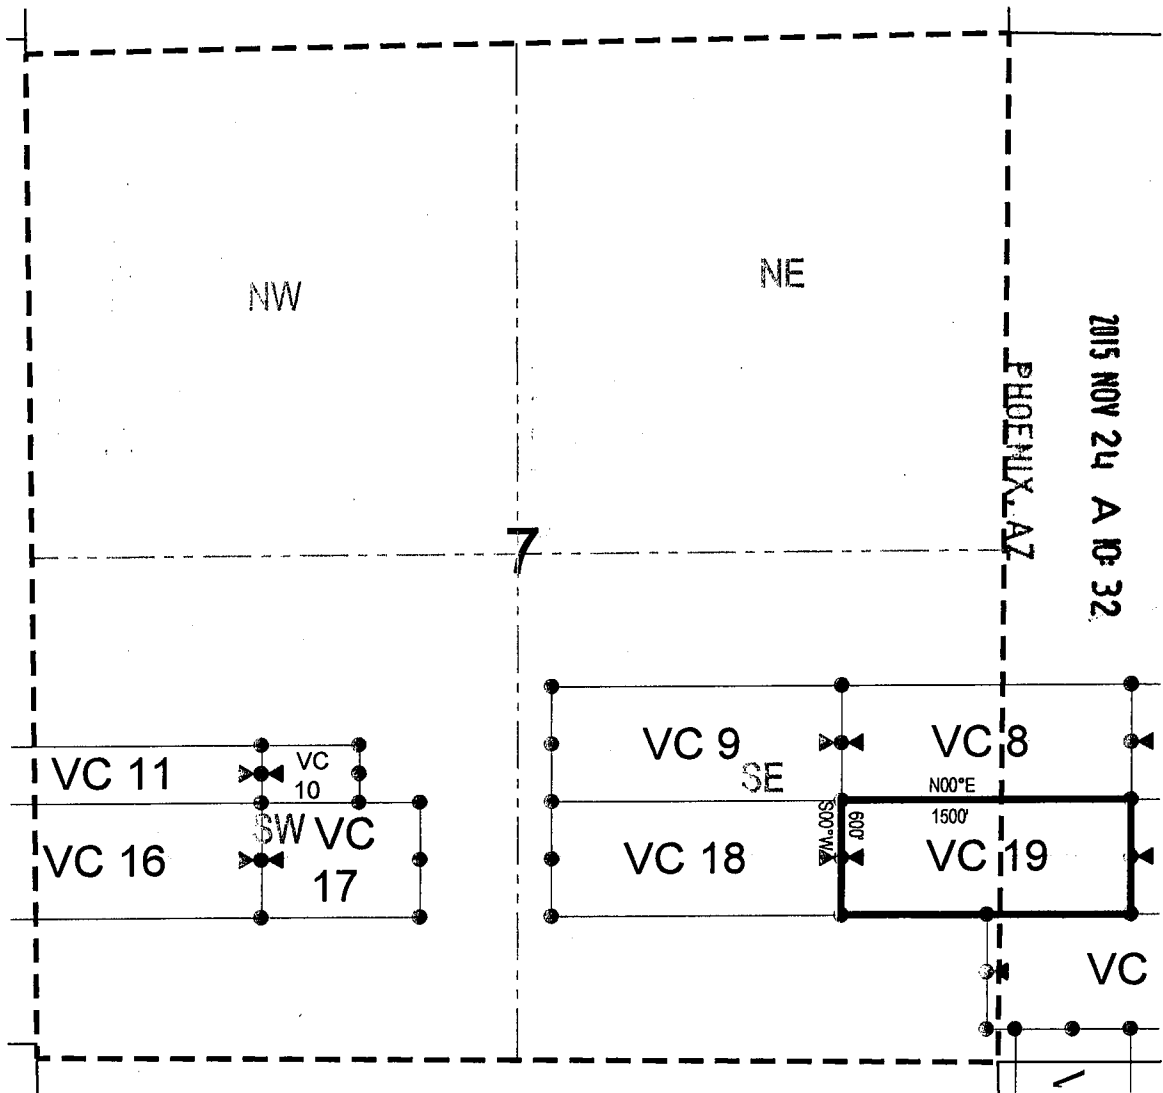 NW
NE
2015 NOV 24 A 10: 32
PHOENIX, AZ
7
VC 9
VC 8
VC 11
VC
10
SE
N00°E
1500'
S00°W
600'
SW
VC 16
VC
17
VC 18
VC 19
VC